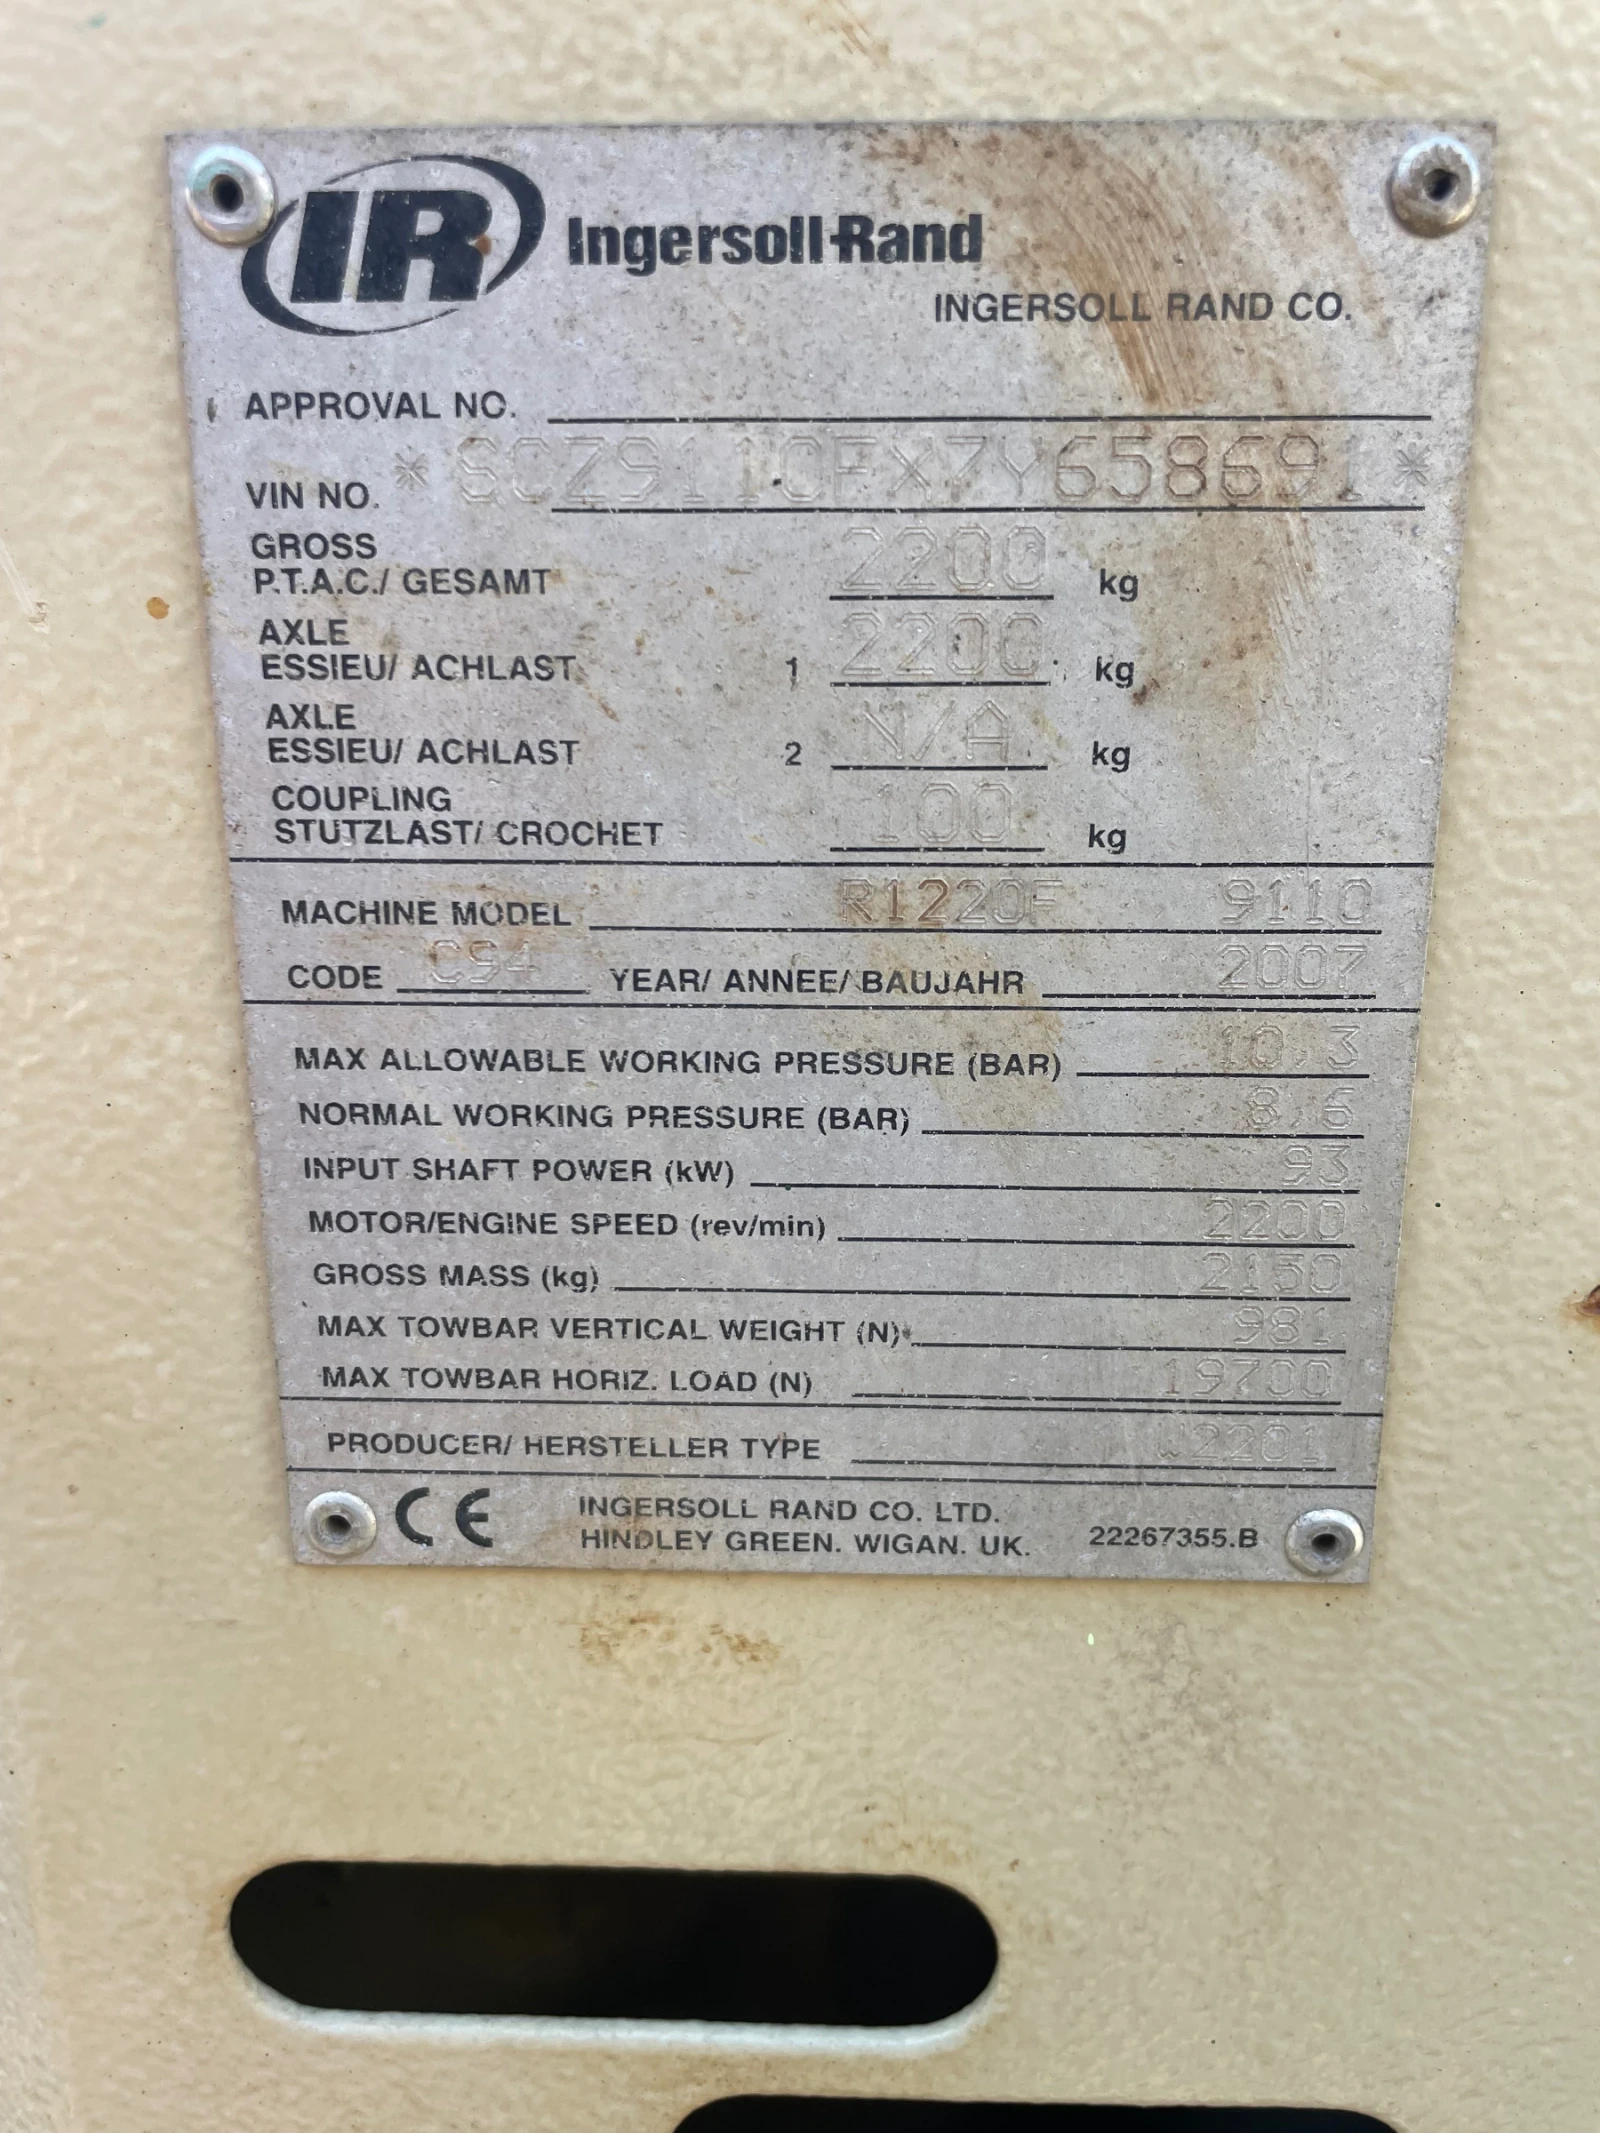 IR Ingersoll-Rand
INGERSOLL RAND CO.
APPROVAL NO.
VIN NO. *SCZ9110FX7Y658691*
GROSS
P.T.A.C./ GESAMT 2200 kg
AXLE
ESSIEU/ ACHLAST 1 2200 kg
AXLE
ESSIEU/ ACHLAST 2 N/A kg
COUPLING
STUTZLAST/ CROCHET 100 kg
MACHINE MODEL R1220F 9110
CODE C94 YEAR/ ANNEE/ BAUJAHR 2007
MAX ALLOWABLE WORKING PRESSURE (BAR) 10,3
NORMAL WORKING PRESSURE (BAR) 8,6
INPUT SHAFT POWER (kW) 93
MOTOR/ENGINE SPEED (rev/min) 2200
GROSS MASS (kg) 2150
MAX TOWBAR VERTICAL WEIGHT (N) 981
MAX TOWBAR HORIZ. LOAD (N) 19700
PRODUCER/ HERSTELLER TYPE W2201
CE INGERSOLL RAND CO. LTD.
HINDLEY GREEN. WIGAN. UK. 22267355.B